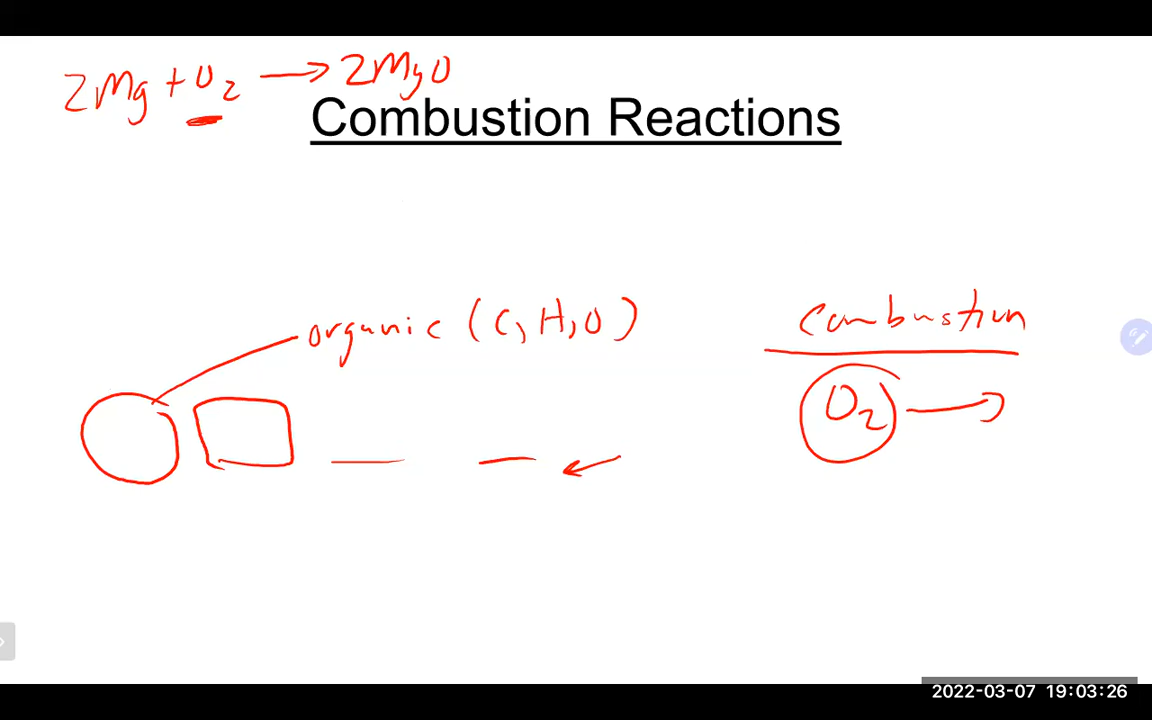 2Mg + O2 → 2MgO
Combustion Reactions
organic (C,H,O)
combustion
O2 →
2022-03-07 19:03:26